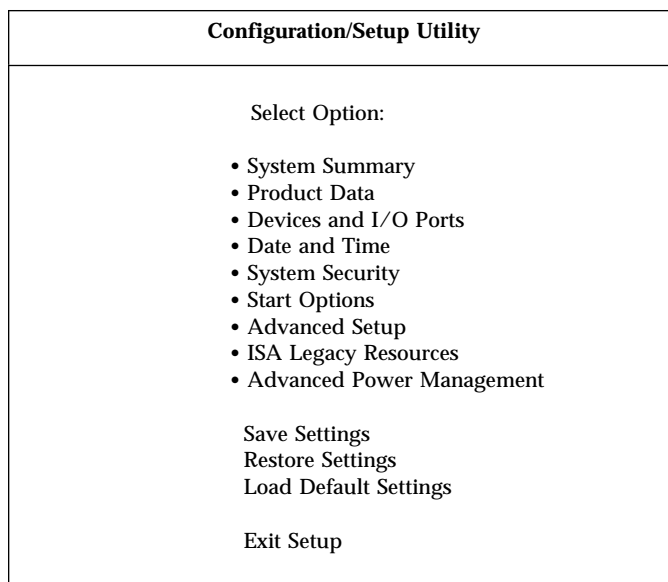 Configuration/Setup Utility
Select Option:
• System Summary
• Product Data
• Devices and I/O Ports
• Date and Time
• System Security
• Start Options
• Advanced Setup
• ISA Legacy Resources
• Advanced Power Management
Save Settings
Restore Settings
Load Default Settings
Exit Setup